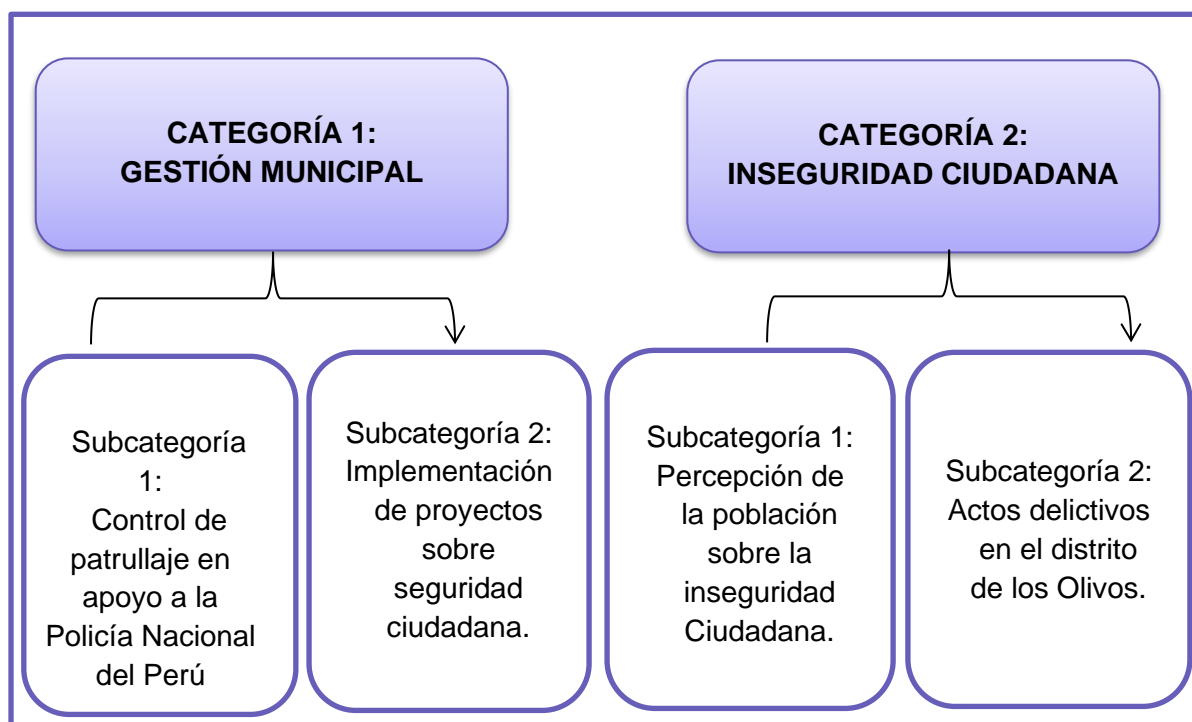 CATEGORÍA 1:
GESTIÓN MUNICIPAL
CATEGORÍA 2:
INSEGURIDAD CIUDADANA
Subcategoría
1:
Control de
patrullaje en
apoyo a la
Policía Nacional
del Perú
Subcategoría 2:
Implementación
de proyectos
sobre
seguridad
ciudadana.
Subcategoría 1:
Percepción de
la población
sobre la
inseguridad
Ciudadana.
Subcategoría 2:
Actos delictivos
en el distrito
de los Olivos.